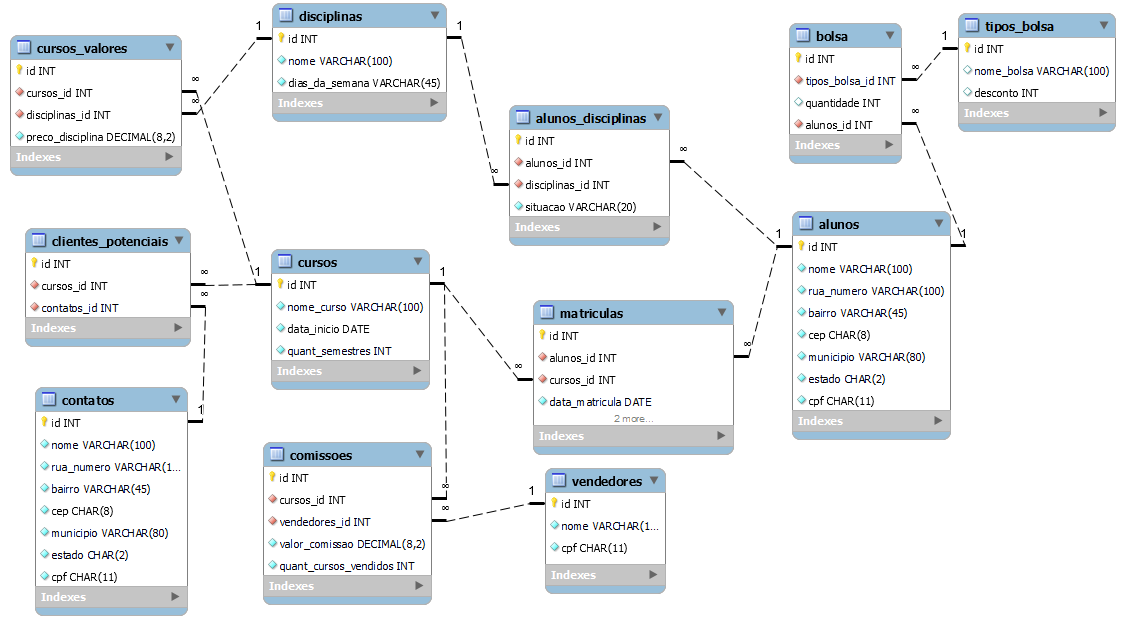 disciplinas
id INT
nome VARCHAR(100)
dias_da_semana VARCHAR(45)
Indexes
cursos_valores
id INT
cursos_id INT
disciplinas_id INT
preco_disciplina DECIMAL(8,2)
Indexes
alunos_disciplinas
id INT
alunos_id INT
disciplinas_id INT
situacao VARCHAR(20)
Indexes
bolsa
id INT
tipos_bolsa_id INT
quantidade INT
alunos_id INT
Indexes
tipos_bolsa
id INT
nome_bolsa VARCHAR(100)
desconto INT
Indexes
clientes_potenciais
id INT
cursos_id INT
contatos_id INT
Indexes
cursos
id INT
nome_curso VARCHAR(100)
data_inicio DATE
quant_semestres INT
Indexes
matriculas
id INT
alunos_id INT
cursos_id INT
data_matricula DATE
2 more...
Indexes
alunos
id INT
nome VARCHAR(100)
rua_numero VARCHAR(100)
bairro VARCHAR(45)
cep CHAR(8)
municipio VARCHAR(80)
estado CHAR(2)
cpf CHAR(11)
Indexes
contatos
id INT
nome VARCHAR(100)
rua_numero VARCHAR(1...
bairro VARCHAR(45)
cep CHAR(8)
municipio VARCHAR(80)
estado CHAR(2)
cpf CHAR(11)
Indexes
comissoes
id INT
cursos_id INT
vendedores_id INT
valor_comissao DECIMAL(8,2)
quant_cursos_vendidos INT
Indexes
vendedores
id INT
nome VARCHAR(1...
cpf CHAR(11)
Indexes
1
∞
∞
1
∞
∞
1
∞
1
∞
1
∞
∞
1
1
∞
1
∞
∞
∞
1